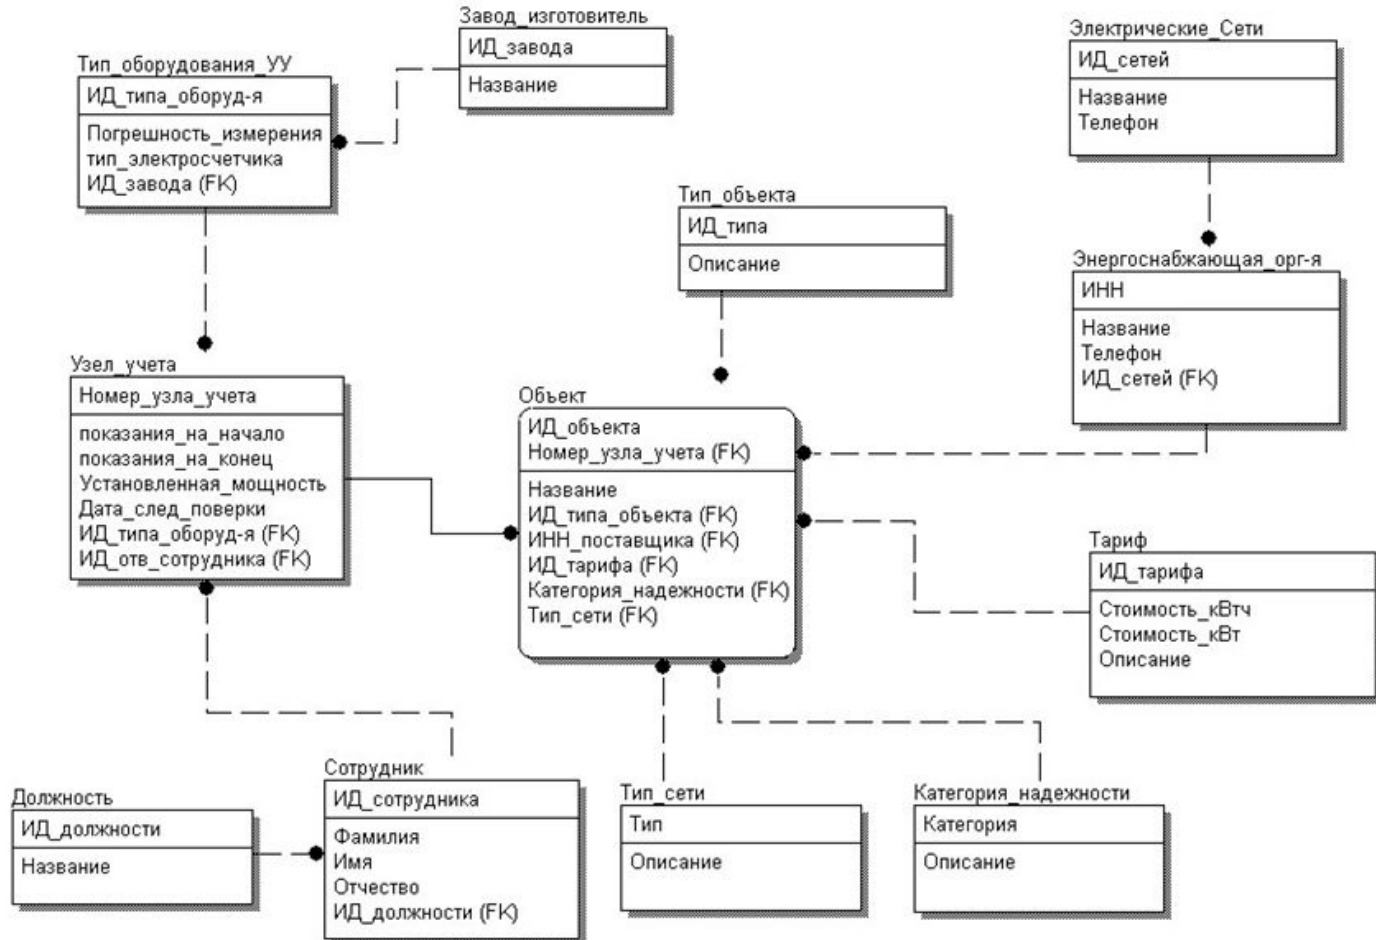 Завод_изготовитель
ИД_завода
Название
Электрические_Сети
ИД_сетей
Название
Телефон
Тип_оборудования_УУ
ИД_типа_оборуд-я
Погрешность_измерения
тип_электросчетчика
ИД_завода (FK)
Тип_объекта
ИД_типа
Описание
Энергоснабжающая_орг-я
ИНН
Название
Телефон
ИД_сетей (FK)
Узел_учета
Номер_узла_учета
показания_на_начало
показания_на_конец
Установленная_мощность
Дата_след_поверки
ИД_типа_оборуд-я (FK)
ИД_отв_сотрудника (FK)
Объект
ИД_объекта
Номер_узла_учета (FK)
Название
ИД_типа_объекта (FK)
ИНН_поставщика (FK)
ИД_тарифа (FK)
Категория_надежности (FK)
Тип_сети (FK)
Тариф
ИД_тарифа
Стоимость_кВтч
Стоимость_кВт
Описание
Должность
ИД_должности
Название
Сотрудник
ИД_сотрудника
Фамилия
Имя
Отчество
ИД_должности (FK)
Тип_сети
Тип
Описание
Категория_надежности
Категория
Описание